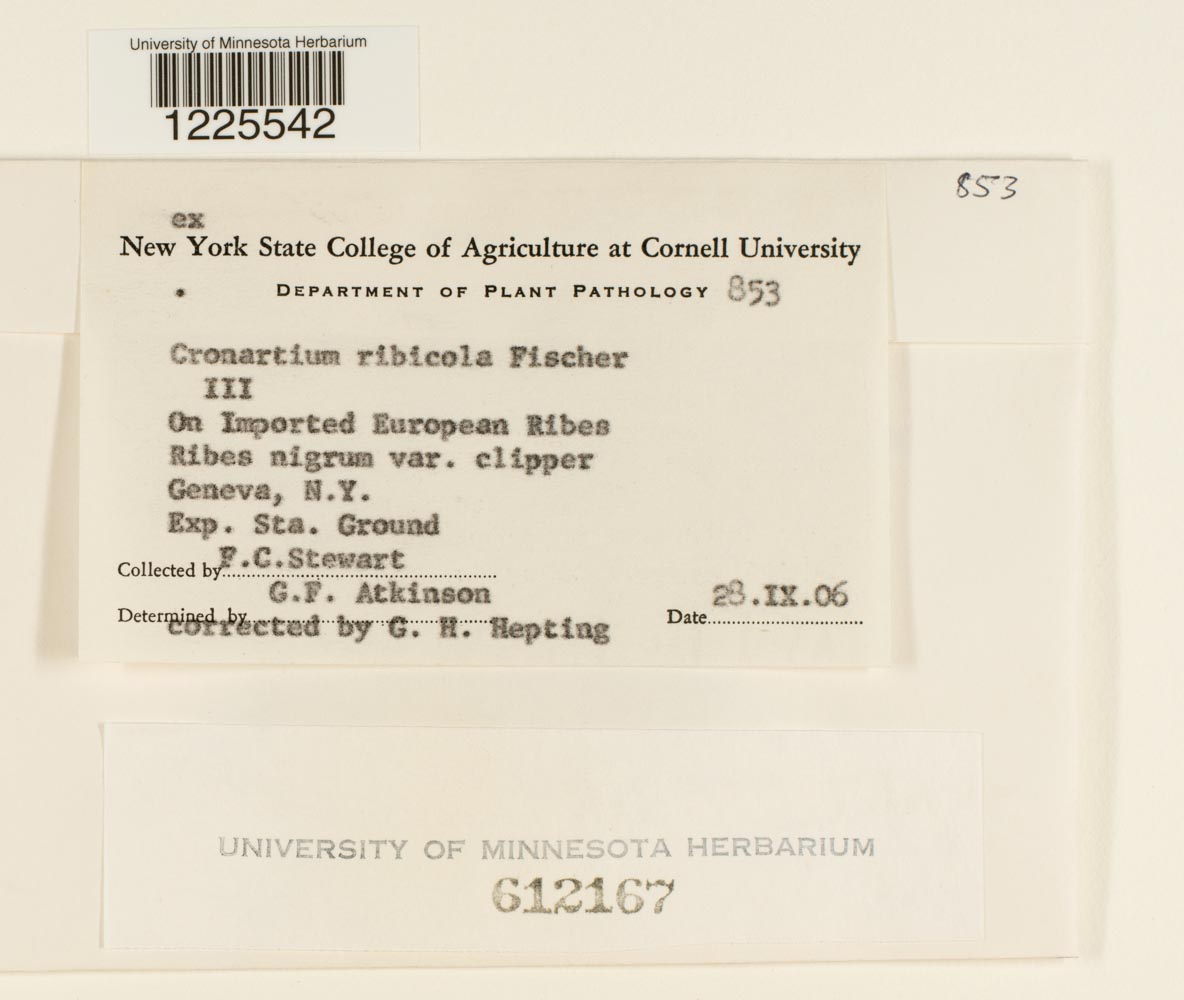 University of Minnesota Herbarium
1225542
853
ex
New York State College of Agriculture at Cornell University
DEPARTMENT OF PLANT PATHOLOGY 853
Cronartium ribicola Fischer
III
On Imported European Ribes
Ribes nigrum var. clipper
Geneva, N.Y.
Exp. Sta. Ground
Collected by F.C.Stewart
G.F. Atkinson
Determined by
corrected by G. H. Hepting
Date 28.IX.06
UNIVERSITY OF MINNESOTA HERBARIUM
612167